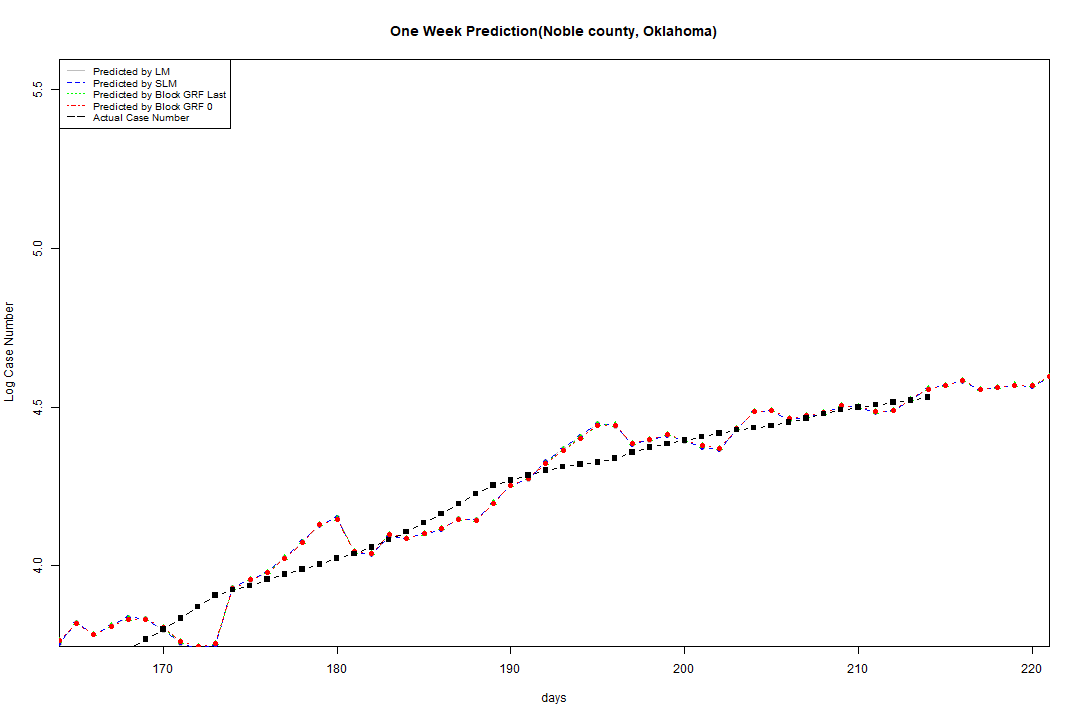 One Week Prediction(Noble county, Oklahoma)
Predicted by LM
Predicted by SLM
Predicted by Block GRF Last
Predicted by Block GRF 0
Actual Case Number
5.5
5.0
4.5
4.0
Log Case Number
170 180 190 200 210 220
days